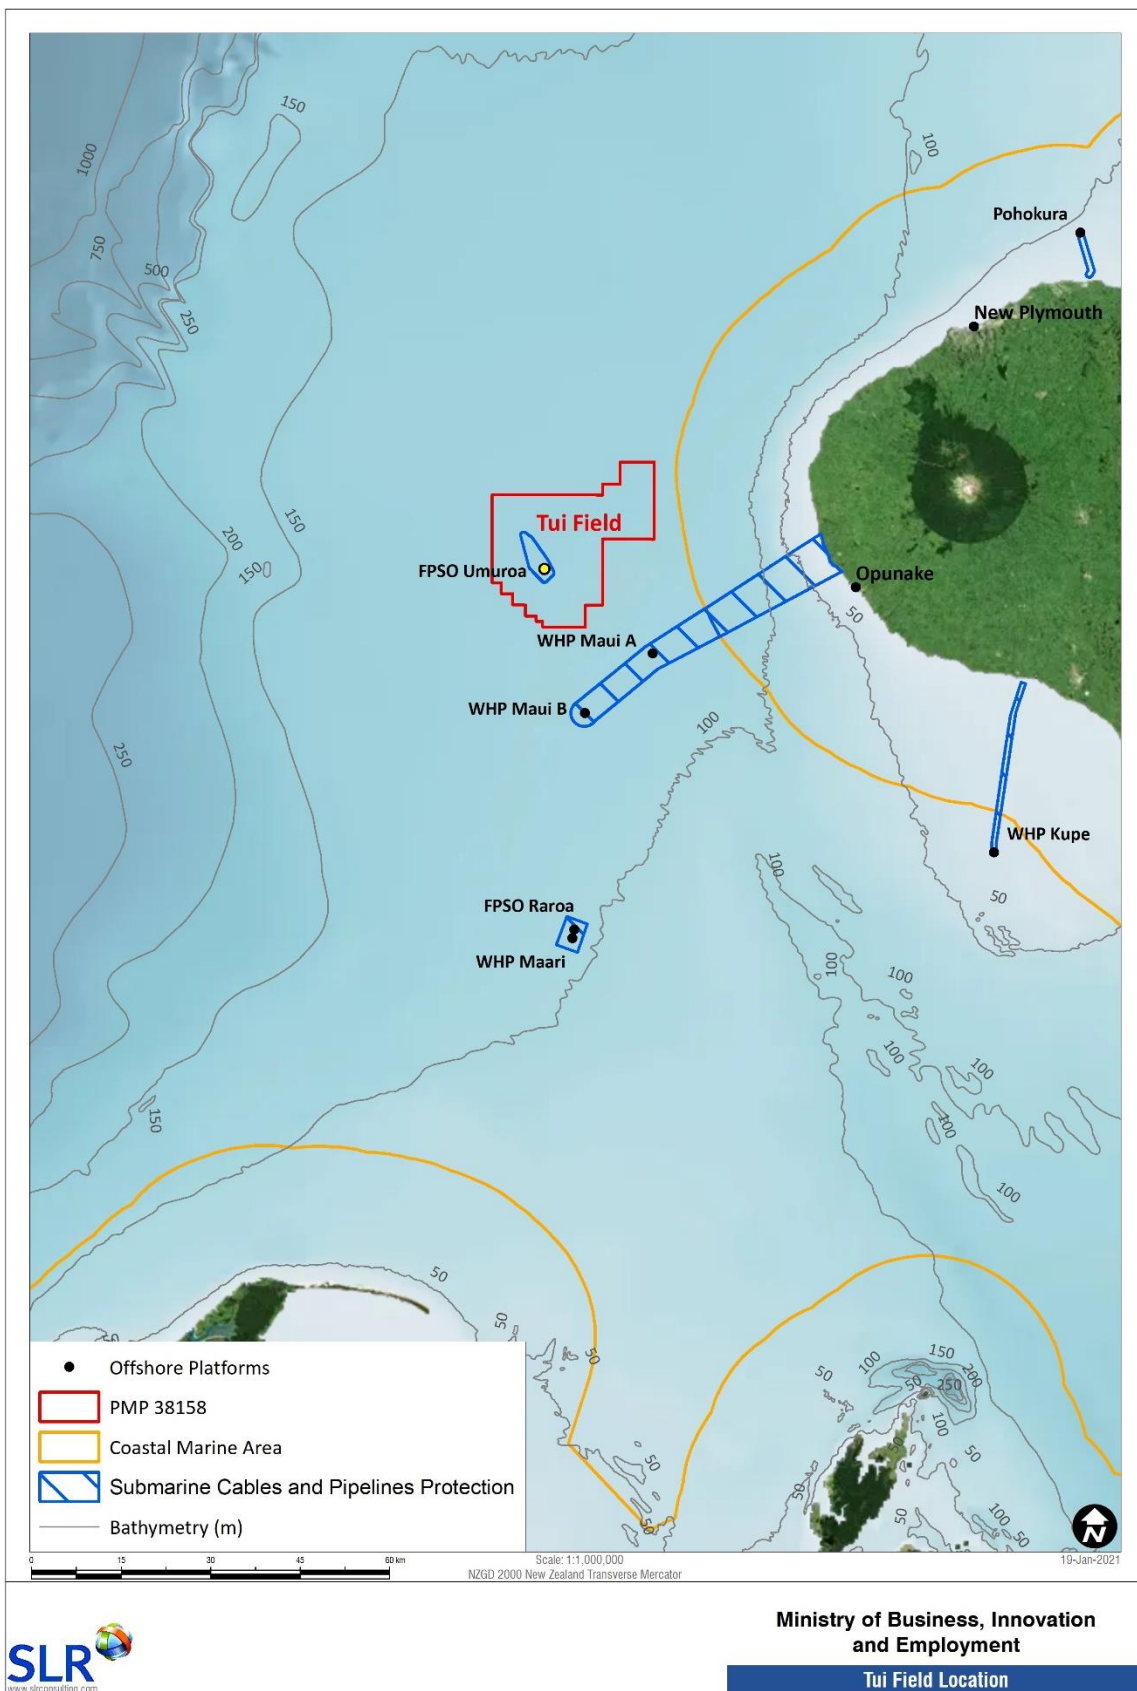 150
1000
100
Pohokura
750
500
250
New Plymouth
150
Tui Field
200
150
FPSO Umuroa
Opunake
50
WHP Maui A
WHP Maui B
100
250
WHP Kupe
100
50
FPSO Raroa
WHP Maari
100
100
100
100
150
100
100
50
50
50
150
100
200
50
50
250
100
50
50
50
50
50
50
100
50
Offshore Platforms
PMP 38158
Coastal Marine Area
Submarine Cables and Pipelines Protection
Bathymetry (m)
N
0 15 30 45 60 km
Scale: 1:1,000,000
19-Jan-2021
NZGD 2000 New Zealand Transverse Mercator
Ministry of Business, Innovation
and Employment
SLR
www.slrconsulting.com
Tui Field Location